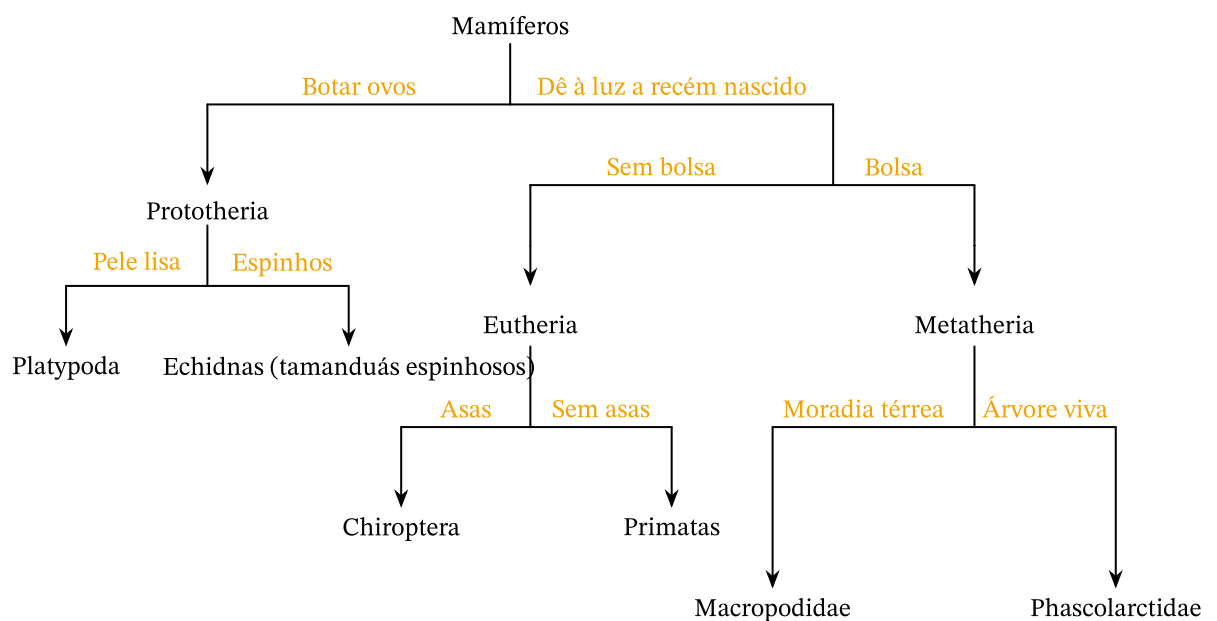 Mamíferos
Botar ovos
Dê à luz a recém nascido
Sem bolsa
Bolsa
Prototheria
Pele lisa
Espinhos
Eutheria
Metatheria
Platypoda
Echidnas (tamanduás espinhosos)
Asas
Sem asas
Moradia térrea
Árvore viva
Chiroptera
Primatas
Macropodidae
Phascolarctidae